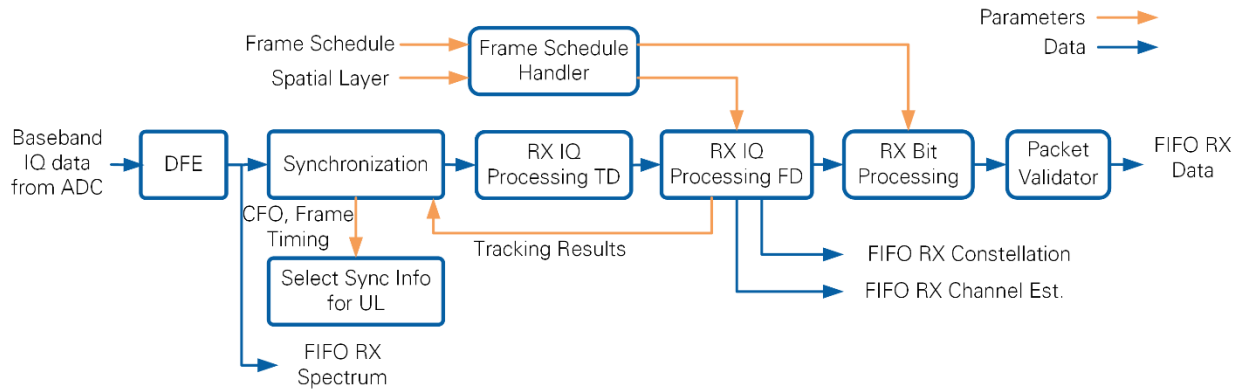 Parameters
Data
Frame Schedule
Spatial Layer
Frame Schedule
Handler
Baseband
IQ data
from ADC
DFE
Synchronization
RX IQ
Processing TD
RX IQ
Processing FD
RX Bit
Processing
Packet
Validator
FIFO RX
Data
CFO, Frame
Timing
Tracking Results
Select Sync Info
for UL
FIFO RX Constellation
FIFO RX Channel Est.
FIFO RX
Spectrum